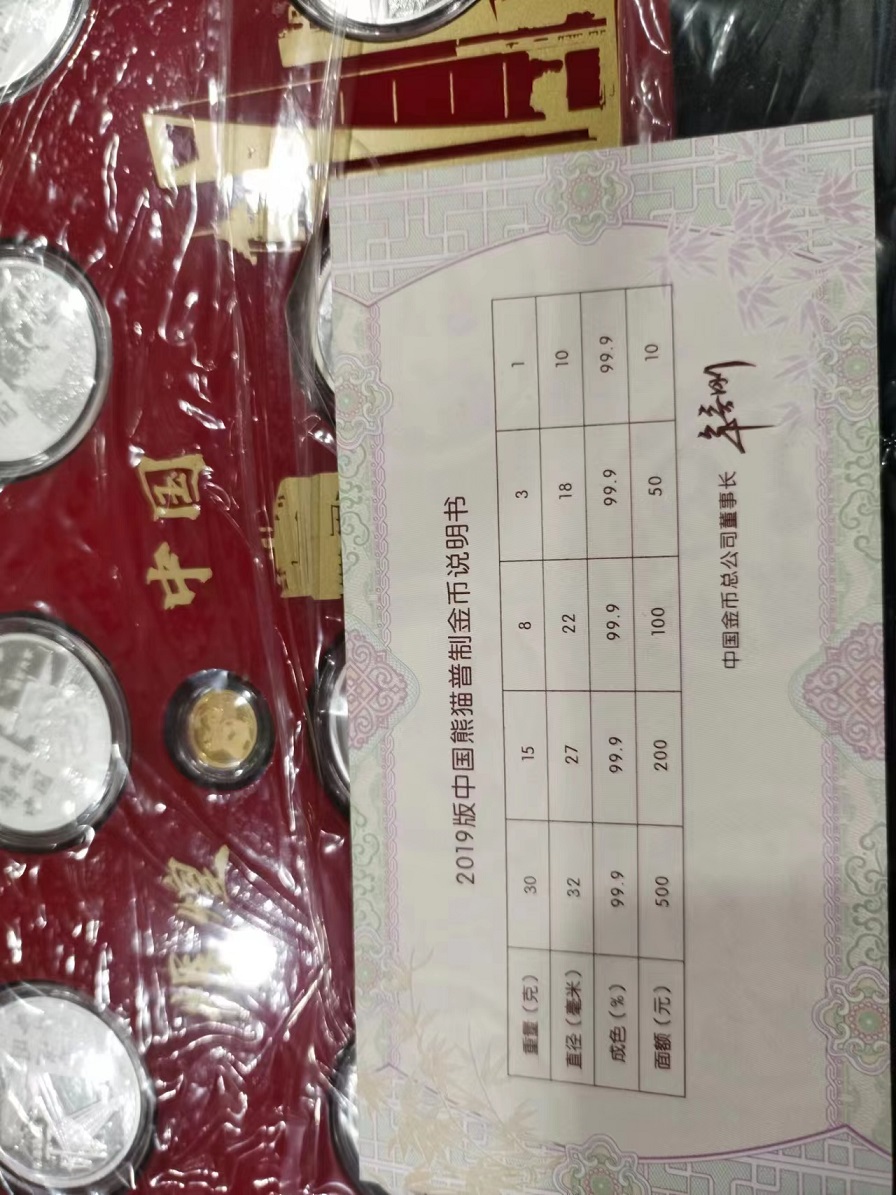 辉煌 中国
2019版中国熊猫普制金币说明书
重量（克） 30 15 8 3 1
直径（毫米） 32 27 22 18 10
成色（%） 99.9 99.9 99.9 99.9 99.9
面额（元） 500 200 100 50 10
中国金币总公司董事长